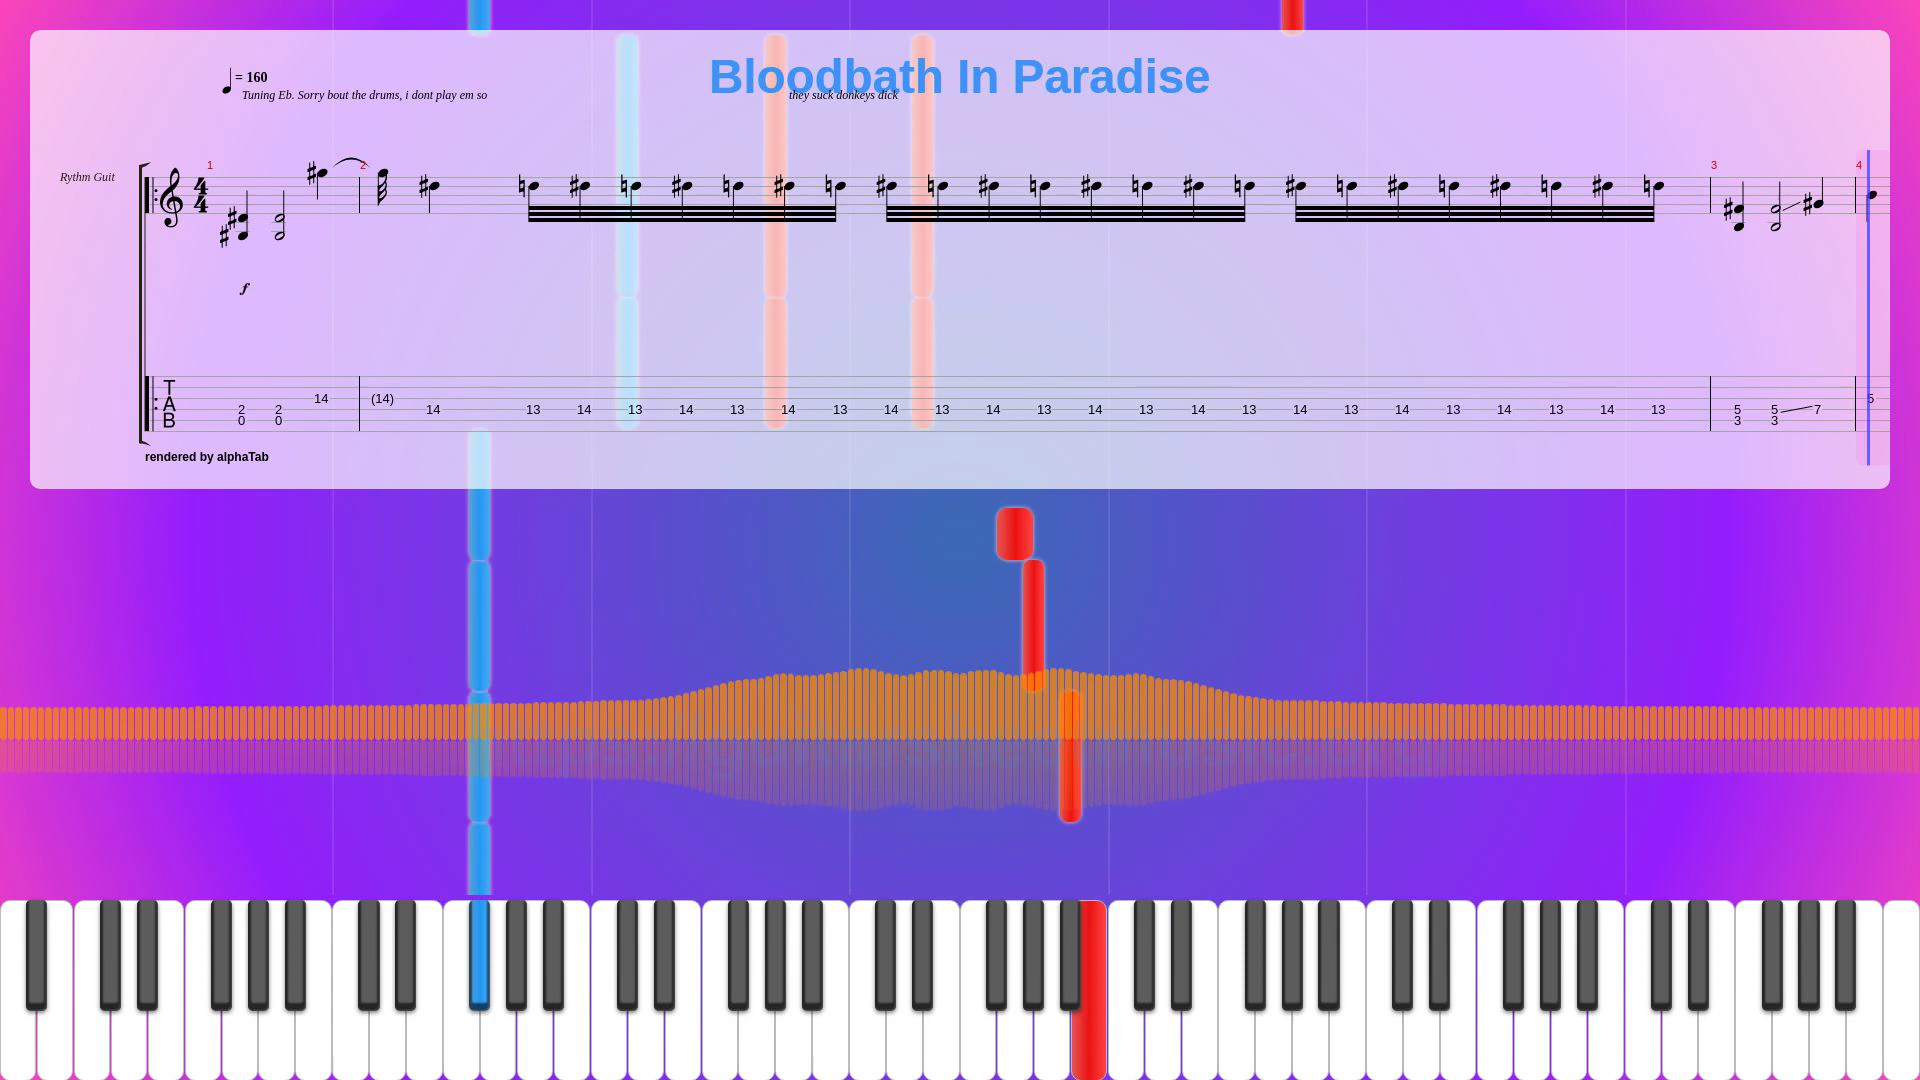 Bloodbath In Paradise
= 160
Tuning Eb. Sorry bout the drums, i dont play em so
they suck donkeys dick
1
2
3
4
Rythm Guit
4
4
f
T
A
B
14 (14) 5
2 2 14 13 14 13 14 13 14 13 14 13 14 13 14 13 14 13 14 13 14 13 14 13 14 13 5 5 7
0 0 3 3
rendered by alphaTab